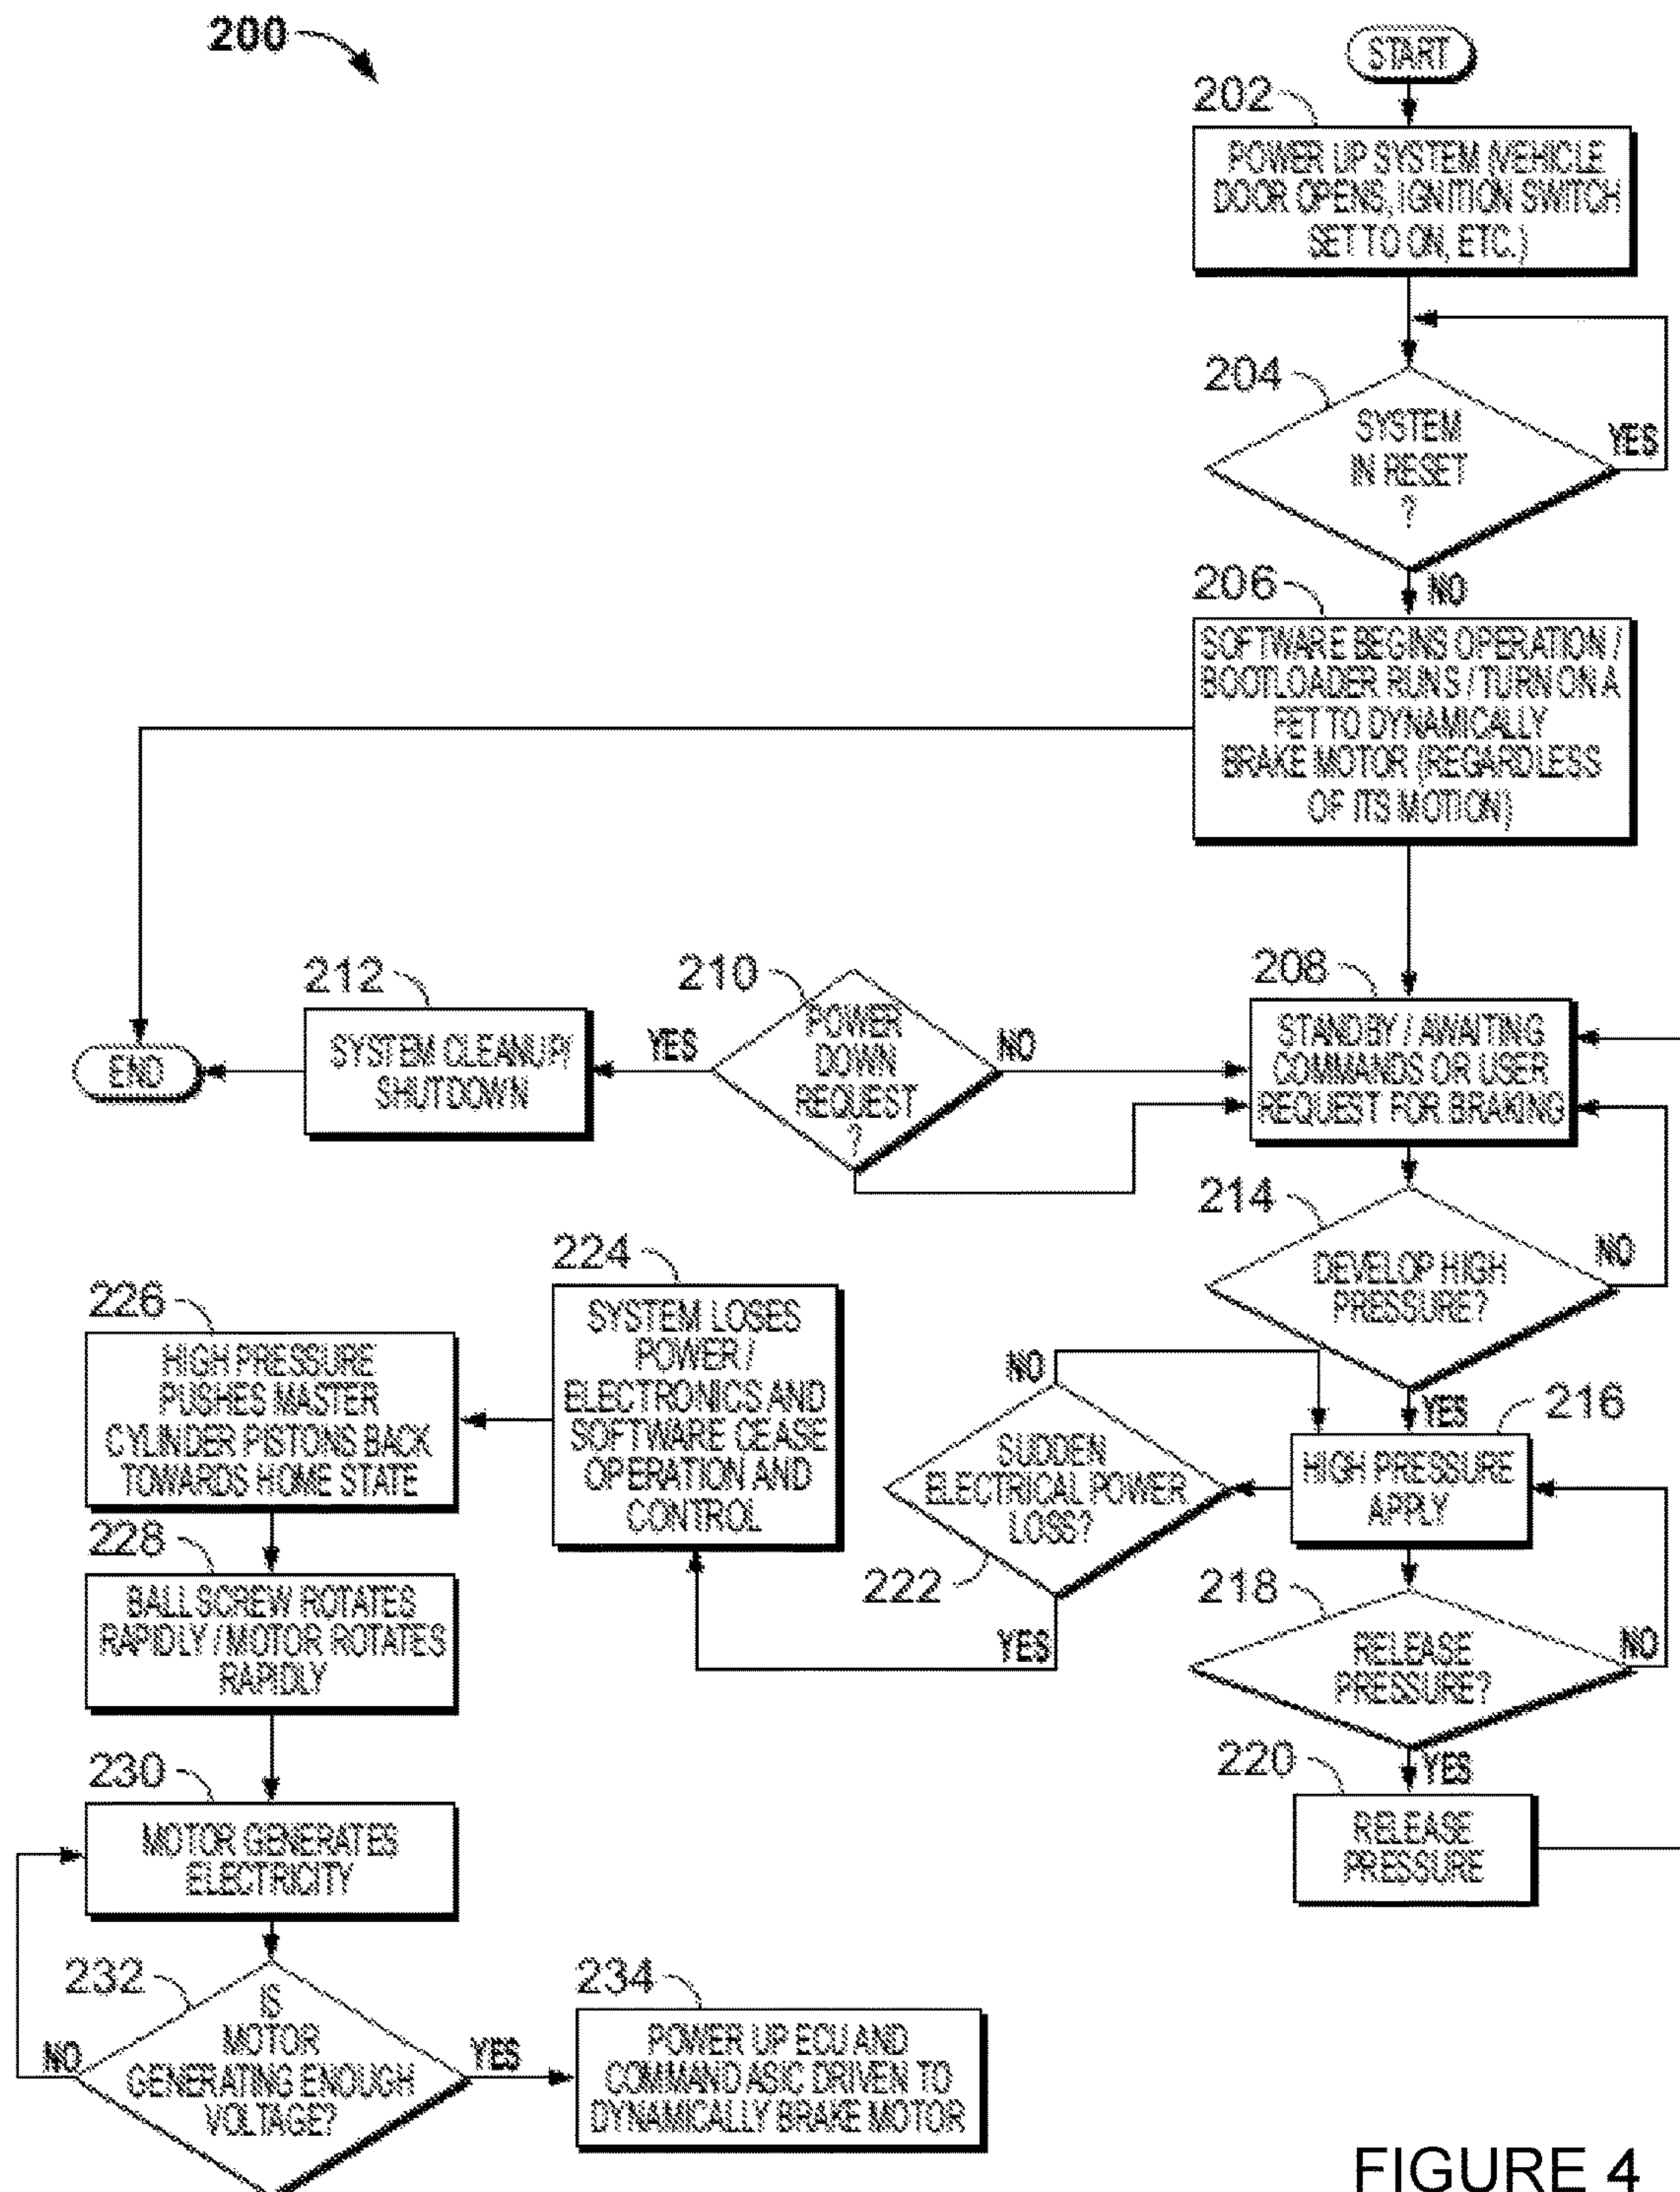 200
START
202
POWER UP SYSTEM (VEHICLE
DOOR OPENS, IGNITION SWITCH
SET TO ON, ETC.)
204
SYSTEM
IN RESET
?
YES
NO
206
SOFTWARE BEGINS OPERATION /
BOOTLOADER RUNS / TURN ON A
FET TO DYNAMICALLY
BRAKE MOTOR (REGARDLESS
OF ITS MOTION)
208
STANDBY / AWAITING
COMMANDS OR USER
REQUEST FOR BRAKING
210
POWER
DOWN
REQUEST
?
YES
NO
212
SYSTEM CLEANUP/
SHUTDOWN
END
214
DEVELOP HIGH
PRESSURE?
NO
YES
216
HIGH PRESSURE
APPLY
218
RELEASE
PRESSURE?
NO
YES
220
RELEASE
PRESSURE
222
SUDDEN
ELECTRICAL POWER
LOSS?
NO
YES
224
SYSTEM LOSES
POWER /
ELECTRONICS AND
SOFTWARE CEASE
OPERATION AND
CONTROL
226
HIGH PRESSURE
PUSHES MASTER
CYLINDER PISTONS BACK
TOWARDS HOME STATE
228
BALLSCREW ROTATES
RAPIDLY / MOTOR ROTATES
RAPIDLY
230
MOTOR GENERATES
ELECTRICITY
232
IS
MOTOR
GENERATING ENOUGH
VOLTAGE?
NO
YES
234
POWER UP ECU AND
COMMAND ASIC DRIVEN TO
DYNAMICALLY BRAKE MOTOR
FIGURE 4